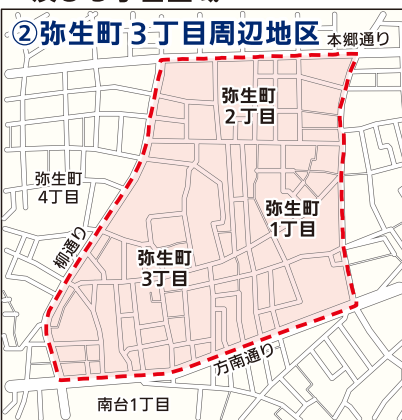 ②弥生町3丁目周辺地区
本郷通り
弥生町
2丁目
弥生町
4丁目
弥生町
1丁目
柳通り
弥生町
3丁目
方南通り
南台1丁目